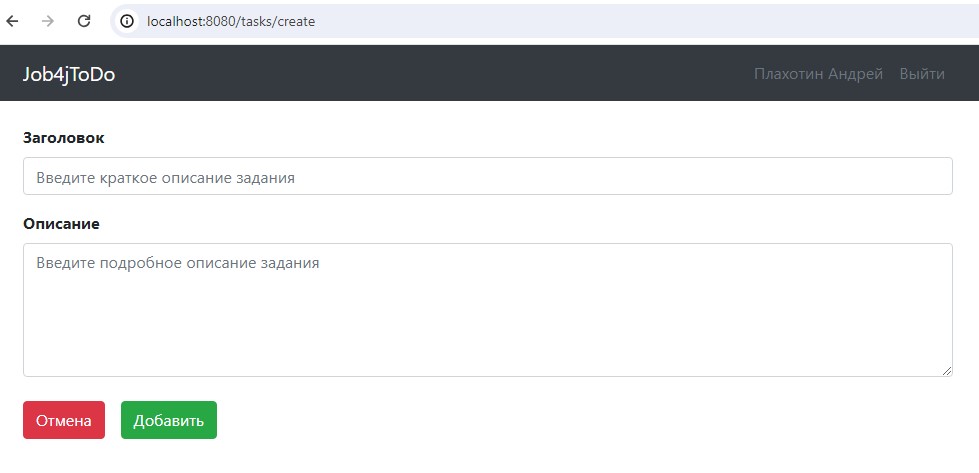 localhost:8080/tasks/create
Job4jToDo Плахотин Андрей Выйти
Заголовок
Введите краткое описание задания
Описание
Введите подробное описание задания
Отмена Добавить